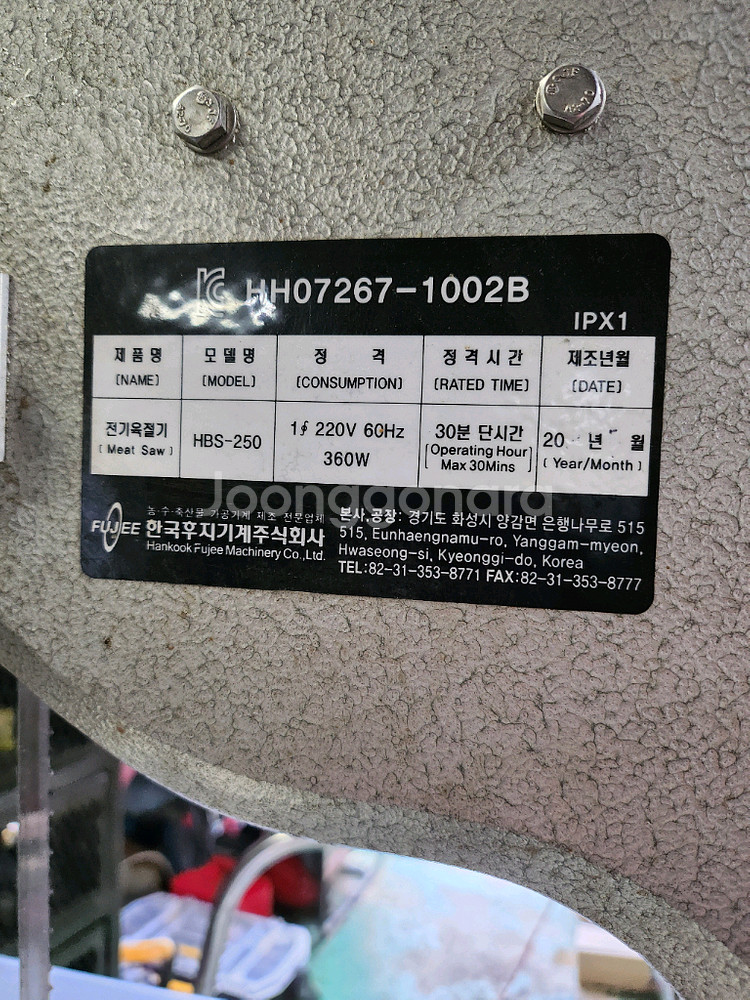 HH07267-1002B
IPX1
제품명 모델명 정 격 정격시간 제조년월
(NAME) (MODEL) (CONSUMPTION) (RATED TIME) (DATE)
전기육절기 HBS-250 1∮ 220V 60Hz 30분 단시간 20 년 월
( Meat Saw ) 360W (Operating Hour Max 30Mins) ( Year/Month )
Joonggonara
농·수·축산물 가공기계 제조 전문업체
FUJEE 한국후지기계주식회사
Hankook Fujee Machinery Co.,Ltd.
본사.공장: 경기도 화성시 양감면 은행나무로 515
515, Eunhaengnamu-ro, Yanggam-myeon,
Hwaseong-si, Kyeonggi-do, Korea
TEL:82-31-353-8771 FAX:82-31-353-8777